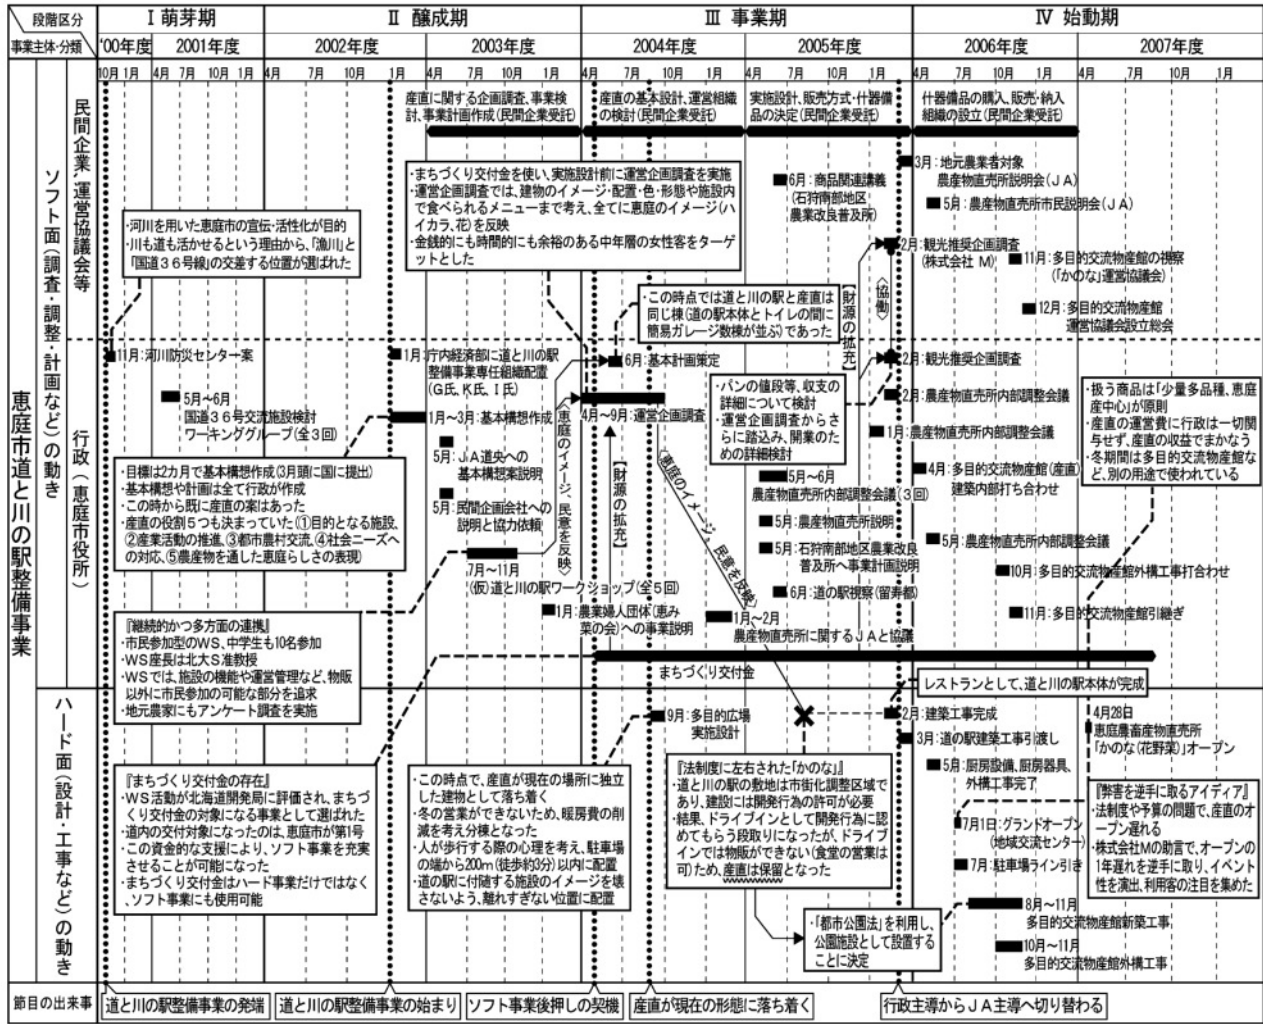 段階区分
事業主体・分類
Ⅰ 萌芽期
Ⅱ 醸成期
Ⅲ 事業期
Ⅳ 始動期
'00年度
2001年度
2002年度
2003年度
2004年度
2005年度
2006年度
2007年度
10月 1月 4月 7月 10月 1月 4月 7月 10月 1月 4月 7月 10月 1月 4月 7月 10月 1月 4月 7月 10月 1月 4月 7月 10月 1月 4月 7月 10月 1月
恵庭市道と川の駅整備事業
ソフト面(調査・調整・計画など)の動き
民間企業、運営協議会等
行政(恵庭市役所)
ハード面(設計・工事など)の動き
産直に関する企画調査、事業検
討、事業計画作成(民間企業受託)
産直の基本設計、運営組織
の検討(民間企業受託)
実施設計、販売方式・什器備
品の決定(民間企業受託)
什器備品の購入、販売・納入
組織の設立(民間企業受託)
・河川を用いた恵庭市の宣伝・活性化が目的
・川も道も活かせるという理由から、「漁川」と
「国道36号線」の交差する位置が選ばれた
・まちづくり交付金を使い、実施設計前に運営企画調査を実施
・運営企画調査では、建物のイメージ・配置・色・形態や施設内
で食べられるメニューまで考え、全てに恵庭のイメージ(ハ
イカラ、花)を反映
・金銭的にも時間的にも余裕のある中年層の女性客をターゲ
ットとした
・この時点では道と川の駅と産直は
同じ棟(道の駅本体とトイレの間に
簡易ガレージ数棟が並ぶ)であった
6月:商品関連講義
(石狩南部地区
農業改良普及所)
3月:地元農業者対象
農産物直売所説明会(JA)
5月:農産物直売所市民説明会(JA)
2月:観光推奨企画調査
(株式会社 M)
11月:多目的交流物産館の視察
(「かのな」運営協議会)
12月:多目的交流物産館
運営協議会設立総会
【財源の拡充】
〈協働〉
11月:河川防災センター案
5月〜6月
国道36号交流施設検討
ワーキンググループ(全3回)
1月:庁内経済部に道と川の駅
整備事業専任組織配置
(G氏、K氏、I氏)
1月〜3月:基本構想作成
5月:JA道央への
基本構想案説明
5月:民間企画会社への
説明と協力依頼
7月〜11月
(仮)道と川の駅ワークショップ(全5回)
1月:農業婦人団体(恵み
菜の会)への事業説明
〈恵庭のイメージ、民意を反映〉
6月:基本計画策定
4月〜9月:運営企画調査
【財源の拡充】
〈恵庭のイメージ、民意を反映〉
・パンの値段等、収支の
詳細について検討
・運営企画調査からさ
らに踏込み、開業のた
めの詳細検討
5月〜6月
農産物直売所内部調整会議(3回)
5月:農産物直売所説明
5月:石狩南部地区農業改良
普及所へ事業計画説明
6月:道の駅視察(留寿都)
1月〜2月
農産物直売所に関するJAと協議
2月:観光推奨企画調査
2月:農産物直売所内部調整会議
1月:農産物直売所内部調整会議
4月:多目的交流物産館(産直)
建築内部打ち合わせ
5月:農産物直売所内部調整会議
10月:多目的交流物産館外構工事打合わせ
11月:多目的交流物産館引継ぎ
・扱う商品は「少量多品種、恵庭
産中心」が原則
・産直の運営費に行政は一切関
与せず、産直の収益でまかなう
・冬期間は多目的交流物産館な
ど、別の用途で使われている
・目標は2カ月で基本構想作成(3月頭に国に提出)
・基本構想や計画は全て行政が作成
・この時から既に産直の案はあった
・産直の役割5つも決まっていた(①目的となる施設、
②産業活動の推進、③都市農村交流、④社会ニーズへ
の対応、⑤農産物を通した恵庭らしさの表現)
『継続的かつ多方面の連携』
・市民参加型のWS、中学生も10名参加
・WS座長は北大S准教授
・WSでは、施設の機能や運営管理など、物販
以外に市民参加の可能な部分を追求
・地元農家にもアンケート調査を実施
まちづくり交付金
レストランとして、道と川の駅本体が完成
『まちづくり交付金の存在』
・WS活動が北海道開発局に評価され、まちづ
くり交付金の対象になる事業として選ばれた
・道内の交付対象になったのは、恵庭市が第1号
・この資金的な支援により、ソフト事業を充実
させることが可能になった
・まちづくり交付金はハード事業だけではなく
、ソフト事業にも使用可能
9月:多目的広場
実施設計
・この時点で、産直が現在の場所に独立
した建物として落ち着く
・冬の営業ができないため、暖房費の削
減を考え分棟となった
・人が歩行する際の心理を考え、駐車場
の端から200m(徒歩約3分)以内に配置
・道の駅に付随する施設のイメージを壊
さないよう、離れすぎない位置に配置
『法制度に左右された「かのな」』
・道と川の駅の敷地は市街化調整区域で
あり、建設には開発行為の許可が必要
・結果、ドライブインとして開発行為に認
めてもらう段取りになったが、ドライブ
インでは物販ができない(食堂の営業は
可)ため、産直は保留となった
・「都市公園法」を利用し、
公園施設として設置する
ことに決定
2月:建築工事完成
3月:道の駅建築工事引渡し
5月:厨房設備、厨房器具、
外構工事完了
7月1日:グランドオープン
(地域交流センター)
7月:駐車場ライン引き
8月〜11月
多目的交流物産館新築工事
10月〜11月
多目的交流物産館外構工事
4月28日
恵庭農畜産物直売所
「かのな(花野菜)」オープン
『弊害を逆手に取るアイディア』
・法制度や予算の問題で、産直のオ
ープン遅れる
・株式会社Mの助言で、オープンの
1年遅れを逆手に取り、イベント
性を演出、利用客の注目を集めた
節目の出来事
道と川の駅整備事業の発端
道と川の駅整備事業の始まり
ソフト事業後押しの契機
産直が現在の形態に落ち着く
行政主導からJA主導へ切り替わる